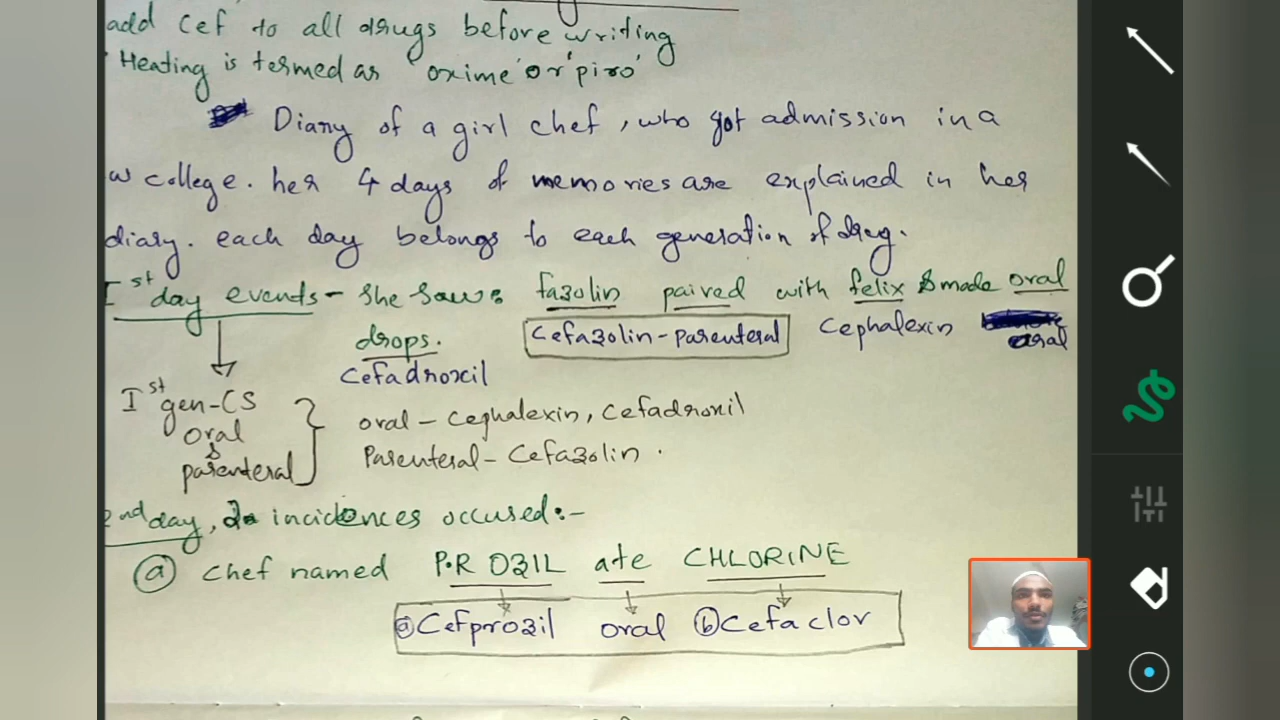 add Cef to all drugs before writing
Heating is termed as 'oxime' or 'piro'
Diary of a girl chef, who got admission in a
w college. her 4 days of memories are explained in her
diary. each day belongs to each generation of drug.
Ist day events - She saw: fazolin paired with felix & made oral
drops. Cefazolin - parenteral Cephalexin oral
Cefadroxil
Ist gen-CS
oral
&
parenteral
oral - Cephalexin, Cefadroxil
Parenteral - Cefazolin.
2nd day, 2 incidences occured:-
(a) chef named P.R OZIL ate CHLORINE
(a) Cefprozil oral (b) Cefaclor